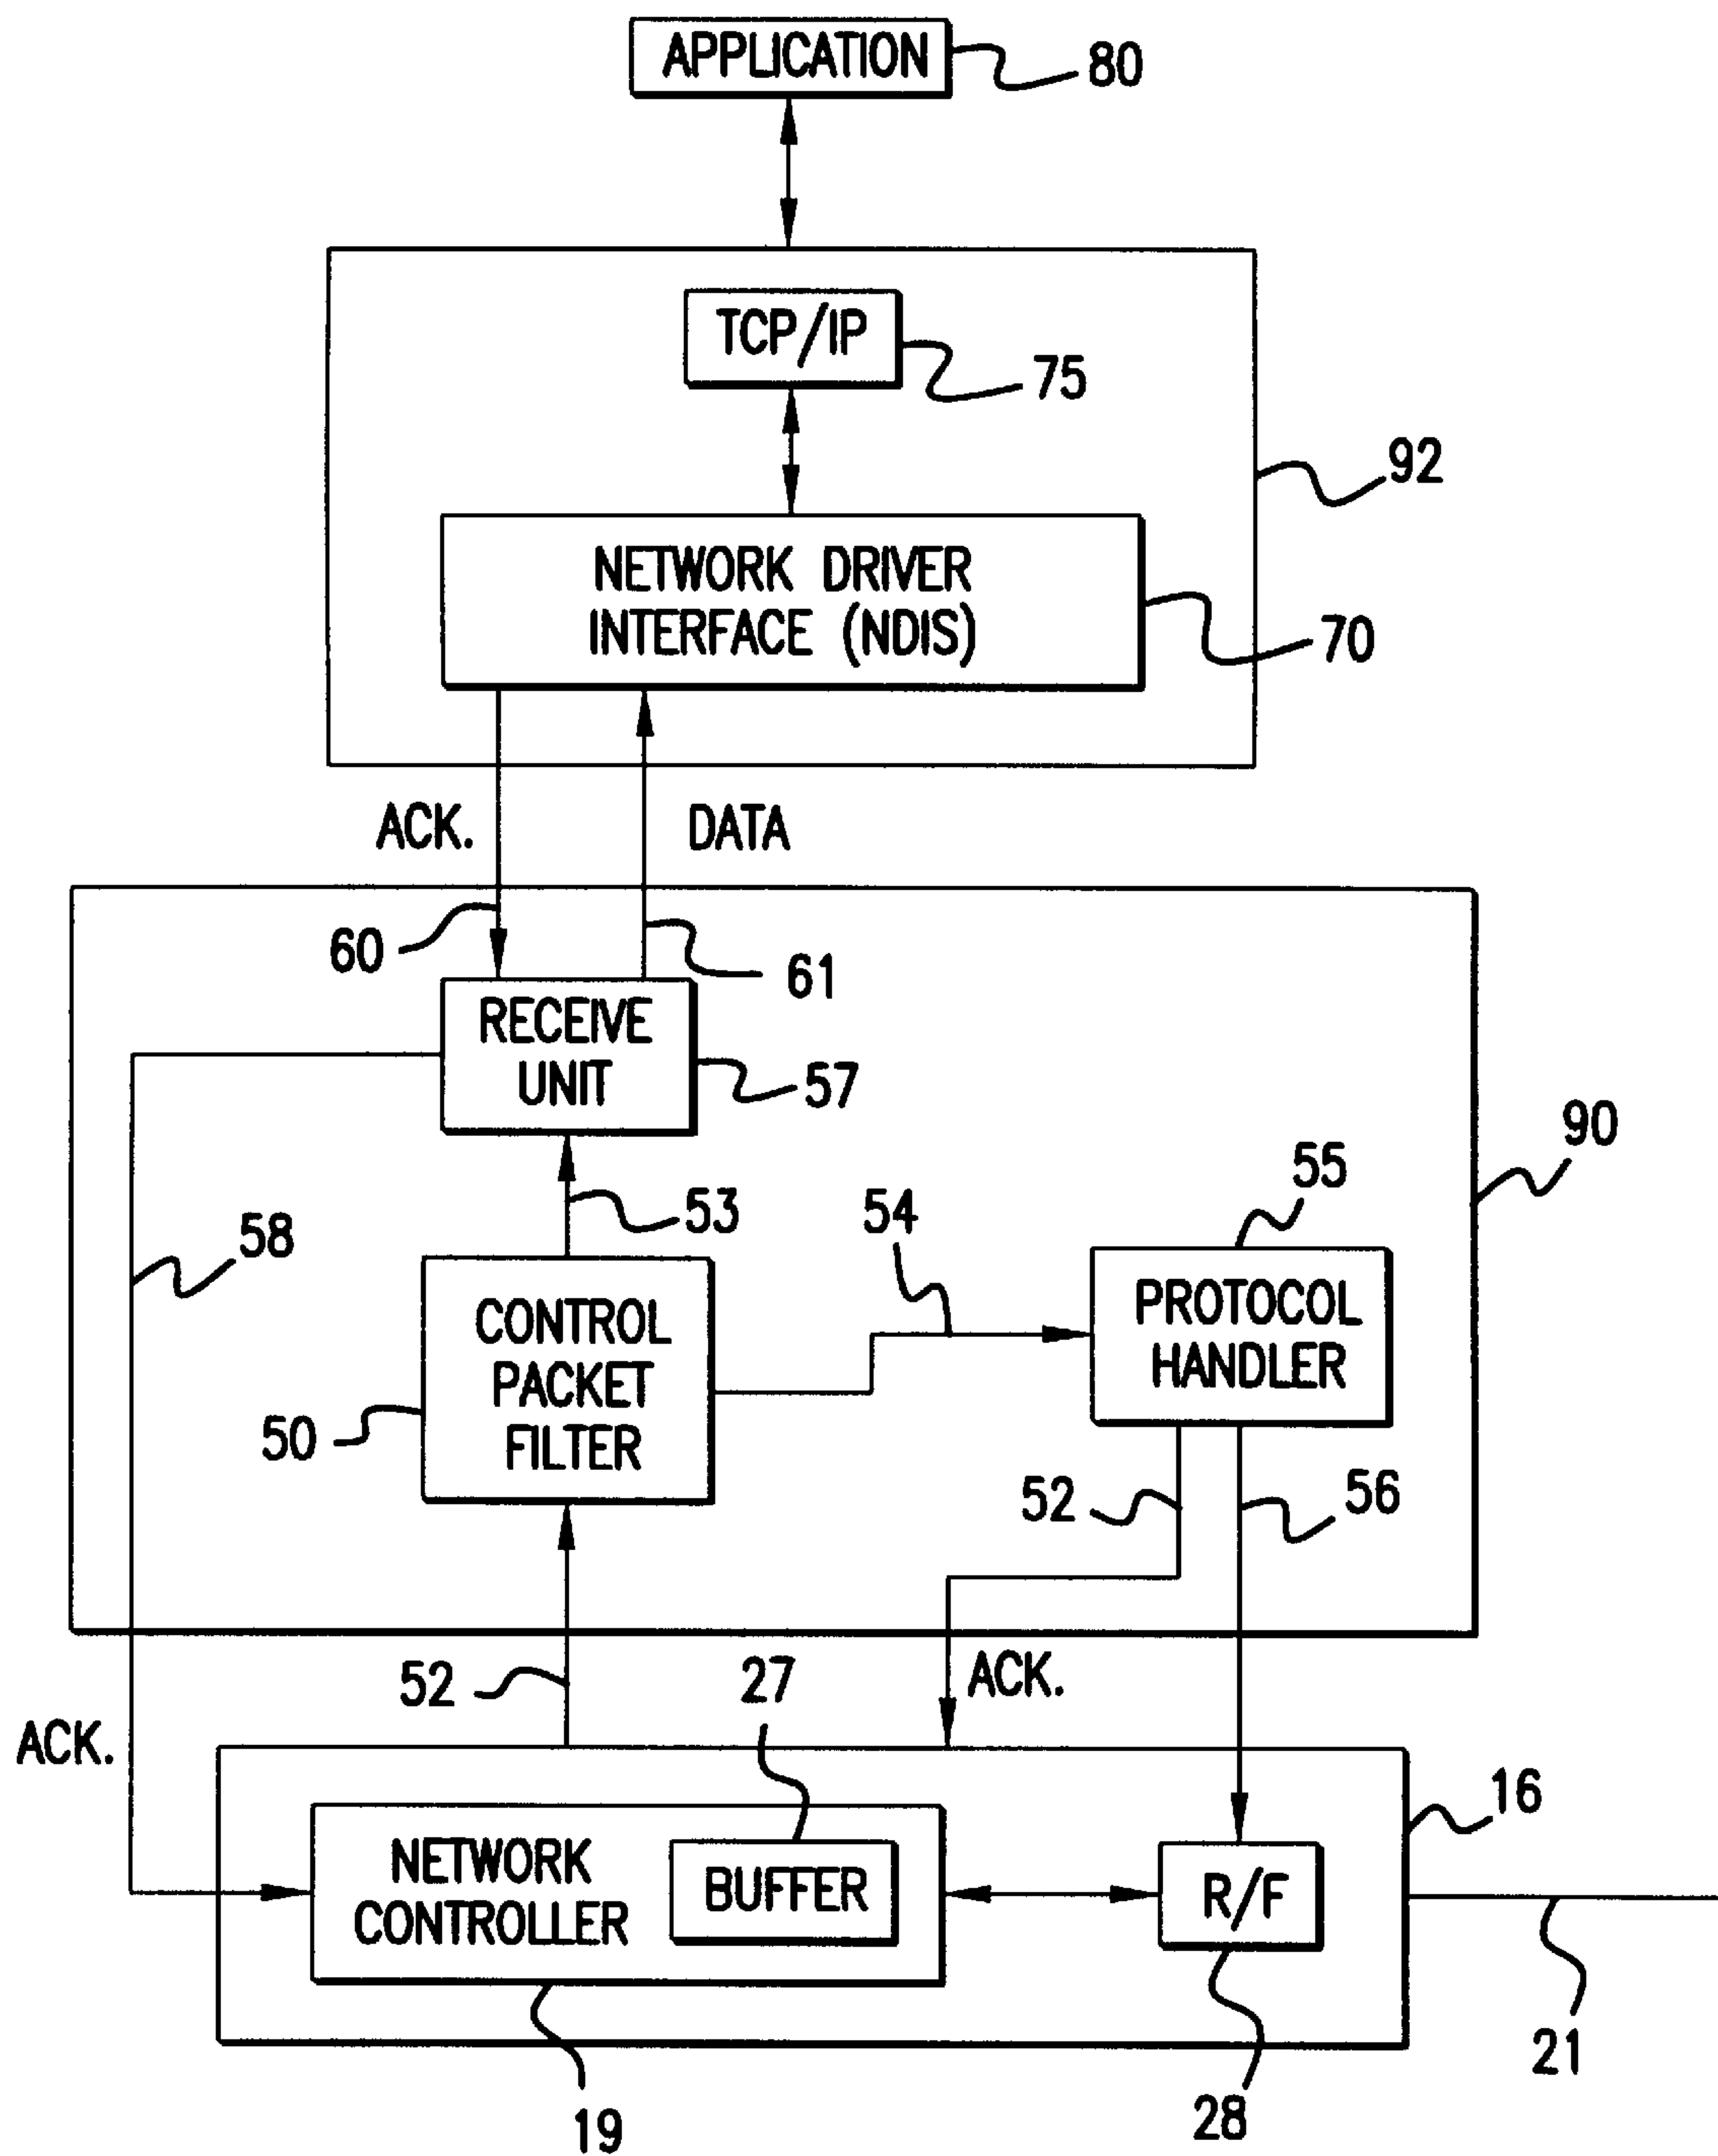 APPLICATION
80
TCP/IP
75
92
NETWORK DRIVER
INTERFACE (NDIS)
70
ACK.
DATA
60
61
RECEIVE
UNIT
57
90
58
53
54
55
CONTROL
PACKET
FILTER
PROTOCOL
HANDLER
50
52
56
52
27
ACK.
ACK.
16
NETWORK
CONTROLLER
BUFFER
R/F
21
19
28